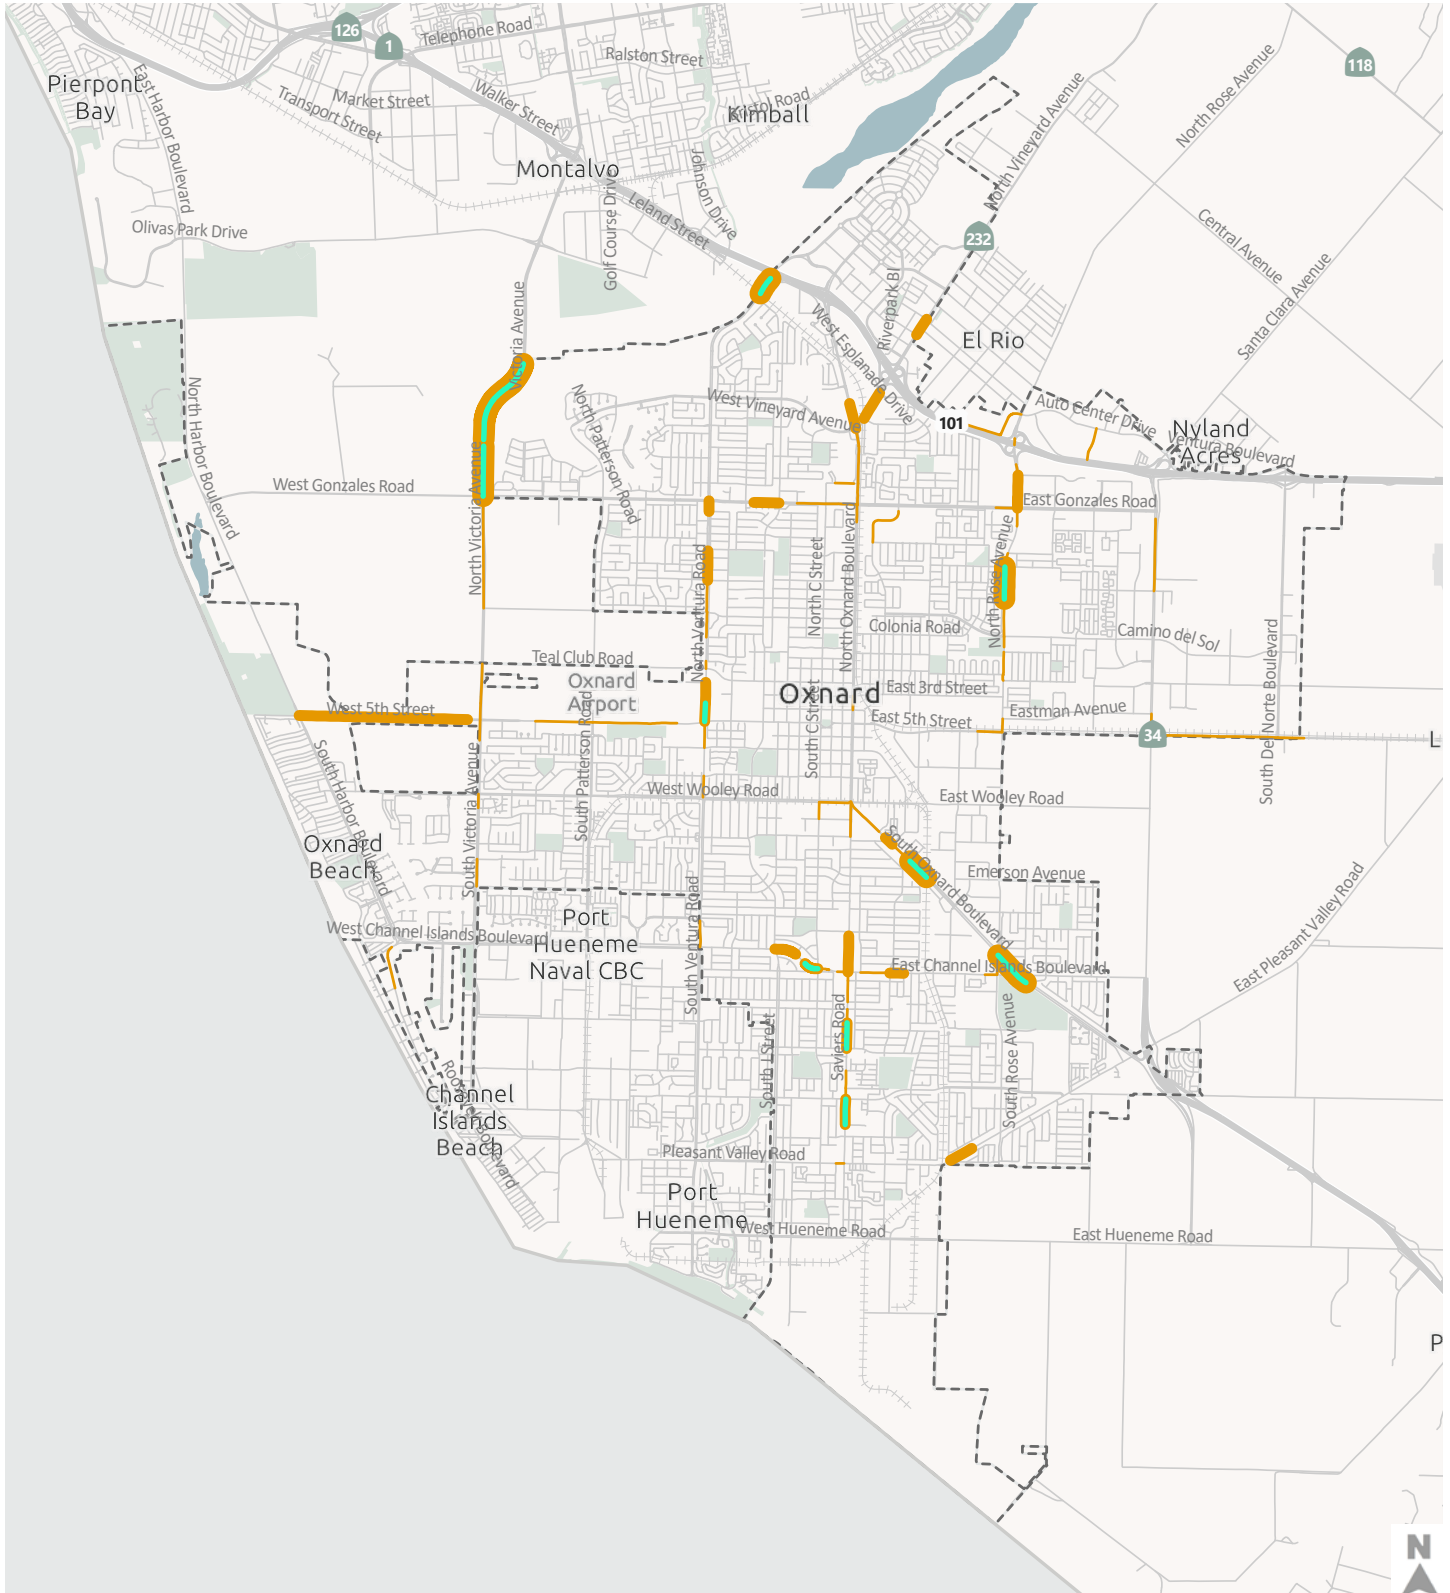 126
1
Telephone Road
Ralston Street
118
Pierpont
Bay
East Harbor Boulevard
Market Street
Transport Street
Walker Street
Kimball
North Rose Avenue
North Vineyard Avenue
Montalvo
Johnson Drive
Golf Course Drive
Leland Street
Olivas Park Drive
232
Central Avenue
Santa Clara Avenue
Victoria Avenue
Riverpark Bl
West Esplanade Drive
El Rio
North Harbor Boulevard
North Patterson Road
West Vineyard Avenue
101
Auto Center Drive
Nyland
Acres
Ventura Boulevard
West Gonzales Road
East Gonzales Road
North Victoria Avenue
North Ventura Road
North C Street
North Oxnard Boulevard
North Rose Avenue
Colonia Road
Camino del Sol
Teal Club Road
Oxnard
Airport
Oxnard
East 3rd Street
West 5th Street
East 5th Street
Eastman Avenue
34
L
South Del Norte Boulevard
South Harbor Boulevard
South Victoria Avenue
South Patterson Road
South C Street
West Wooley Road
East Wooley Road
Oxnard
Beach
South Oxnard Boulevard
Emerson Avenue
East Pleasant Valley Road
West Channel Islands Boulevard
Port
Hueneme
Naval CBC
South Ventura Road
East Channel Islands Boulevard
Saviers Road
South J Street
South Rose Avenue
Channel
Islands
Beach
Roosevelt Boulevard
Pleasant Valley Road
Port
Hueneme
West Hueneme Road
East Hueneme Road
P
N